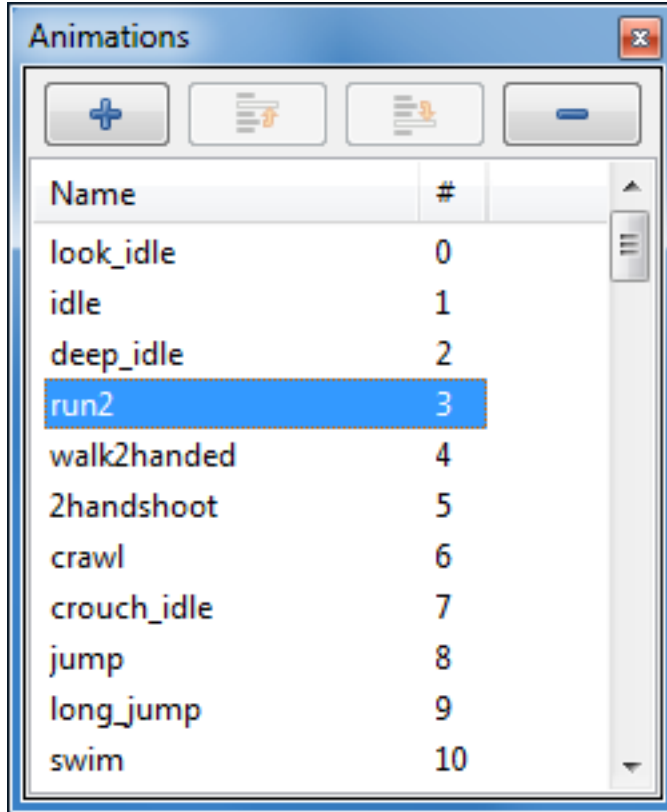 Animations
Name #
look_idle 0
idle 1
deep_idle 2
run2 3
walk2handed 4
2handshoot 5
crawl 6
crouch_idle 7
jump 8
long_jump 9
swim 10